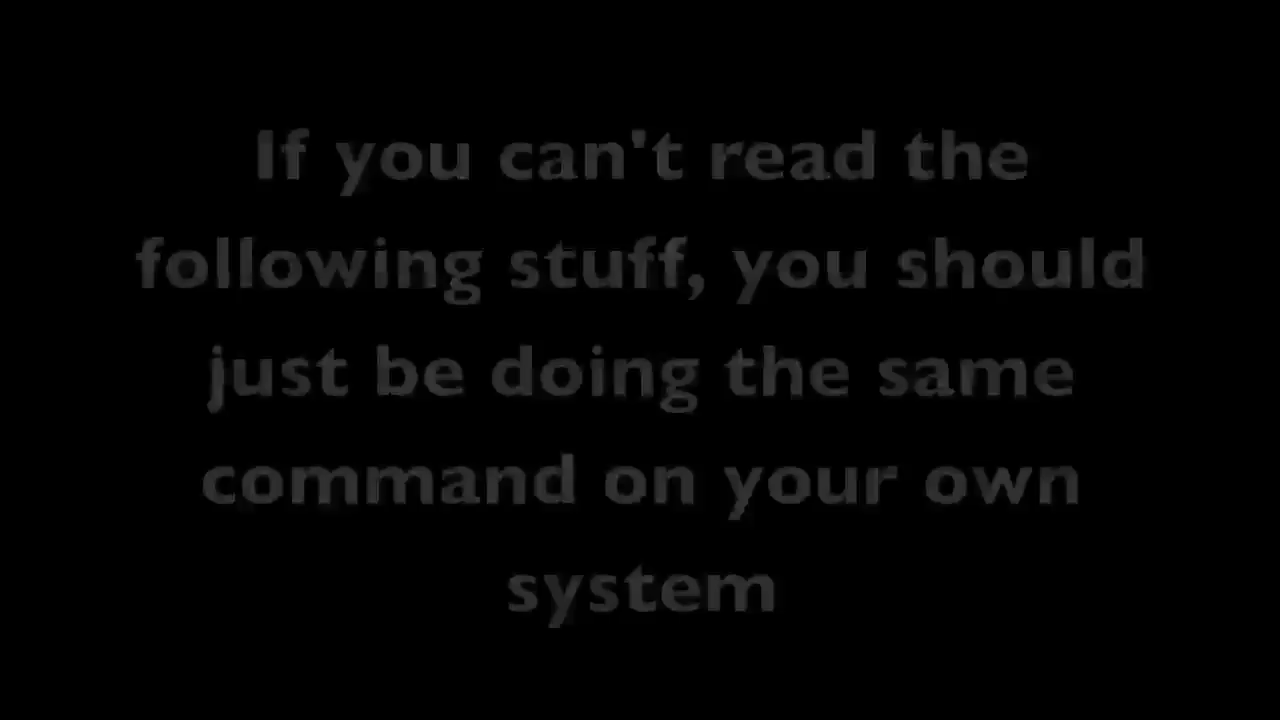 If you can't read the
following stuff, you should
just be doing the same
command on your own
system